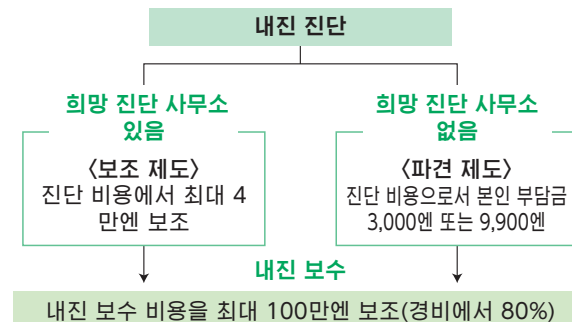 내진 진단
희망 진단 사무소
있음
〈보조 제도〉
진단 비용에서 최대 4
만엔 보조
희망 진단 사무소
없음
〈파견 제도〉
진단 비용으로서 본인 부담금
3,000엔 또는 9,900엔
내진 보수
내진 보수 비용을 최대 100만엔 보조(경비에서 80%)